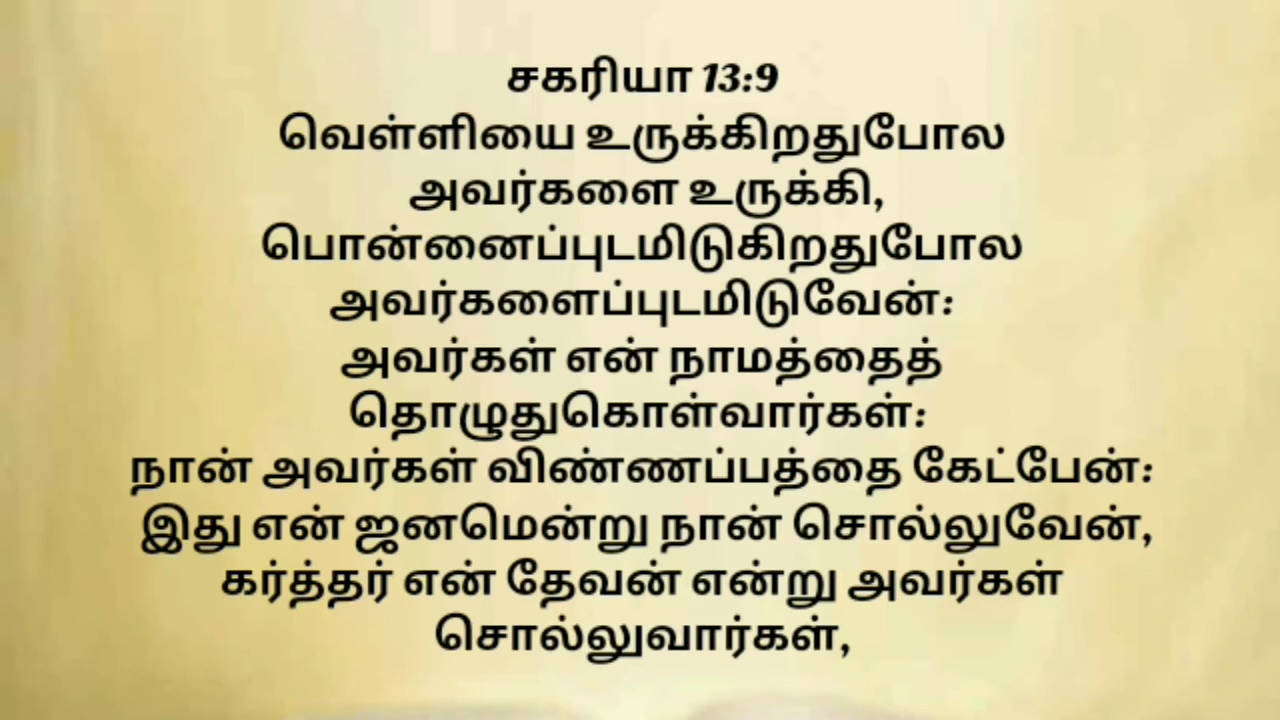 சகரியா 13:9
வெள்ளியை உருக்கிறதுபோல
அவர்களை உருக்கி,
பொன்னைப்புடமிடுகிறதுபோல
அவர்களைப்புடமிடுவேன்:
அவர்கள் என் நாமத்தைத்
தொழுதுகொள்வார்கள்:
நான் அவர்கள் விண்ணப்பத்தை கேட்பேன்:
இது என் ஜனமென்று நான் சொல்லுவேன்,
கர்த்தர் என் தேவன் என்று அவர்கள்
சொல்லுவார்கள்,